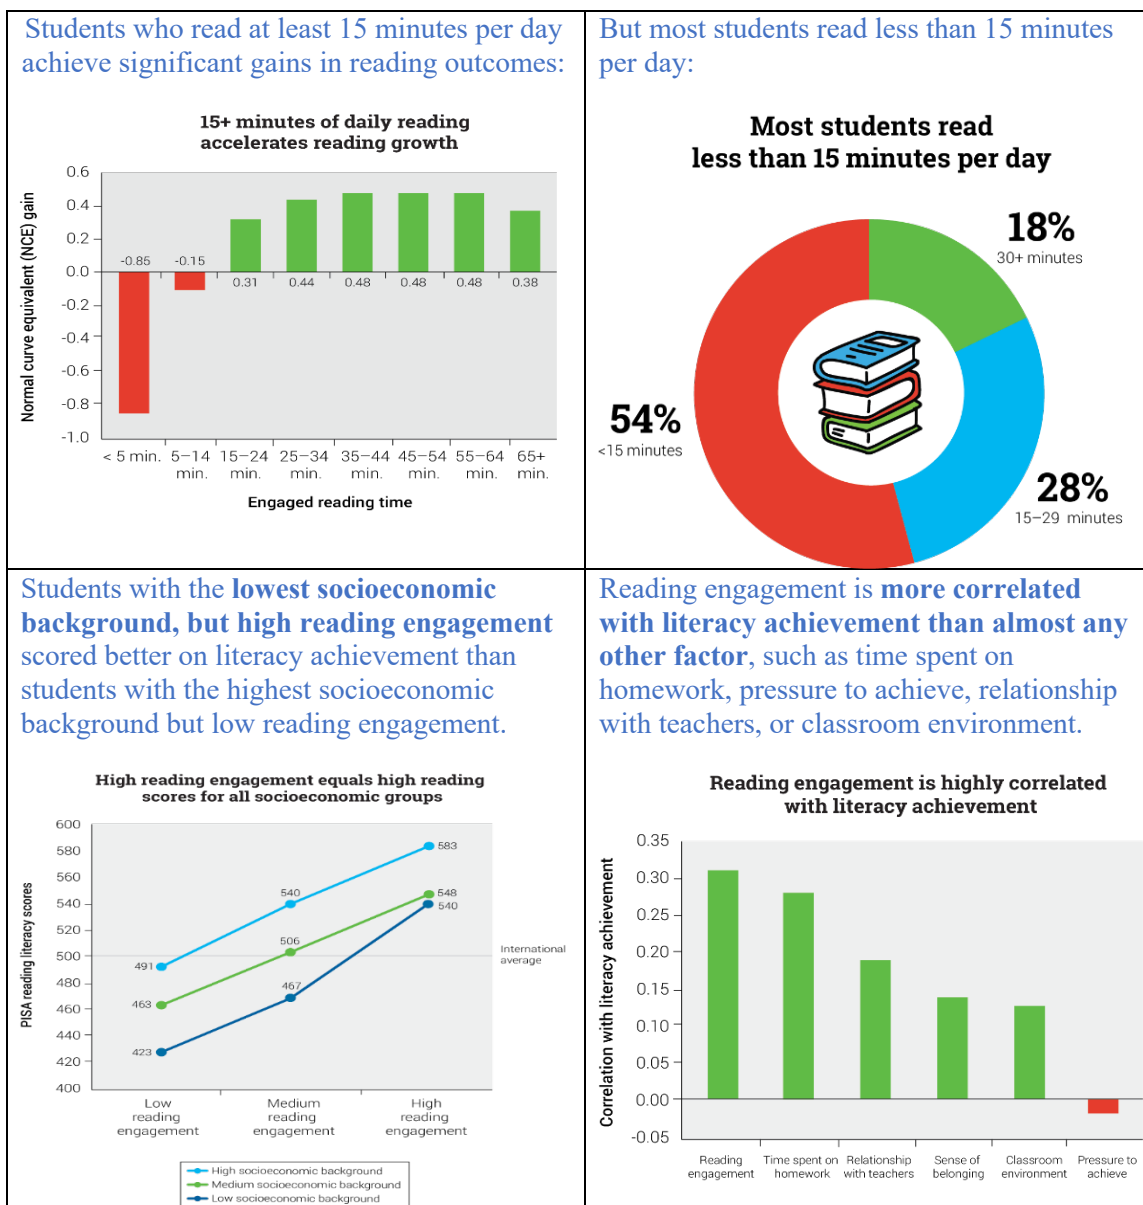 Students who read at least 15 minutes per day
achieve significant gains in reading outcomes:
15+ minutes of daily reading
accelerates reading growth
Normal curve equivalent (NCE) gain
0.6
0.4
0.2
0.0
-0.2
-0.4
-0.6
-0.8
-1.0
-0.85
-0.15
0.31
0.44
0.48
0.48
0.48
0.38
< 5 min.
5–14
min.
15–24
min.
25–34
min.
35–44
min.
45–54
min.
55–64
min.
65+
min.
Engaged reading time
But most students read less than 15 minutes
per day:
Most students read
less than 15 minutes per day
18%
30+ minutes
54%
<15 minutes
28%
15–29 minutes
Students with the lowest socioeconomic
background, but high reading engagement
scored better on literacy achievement than
students with the highest socioeconomic
background but low reading engagement.
High reading engagement equals high reading
scores for all socioeconomic groups
PISA reading literacy scores
600
580
560
540
520
500
480
460
440
420
400
491
540
583
463
506
548
423
467
540
International
average
Low
reading
engagement
Medium
reading
engagement
High
reading
engagement
High socioeconomic background
Medium socioeconomic background
Low socioeconomic background
Reading engagement is more correlated
with literacy achievement than almost any
other factor, such as time spent on
homework, pressure to achieve, relationship
with teachers, or classroom environment.
Reading engagement is highly correlated
with literacy achievement
Correlation with literacy achievement
0.35
0.30
0.25
0.20
0.15
0.10
0.05
0.00
-0.05
Reading
engagement
Time spent on
homework
Relationship
with teachers
Sense of
belonging
Classroom
environment
Pressure to
achieve